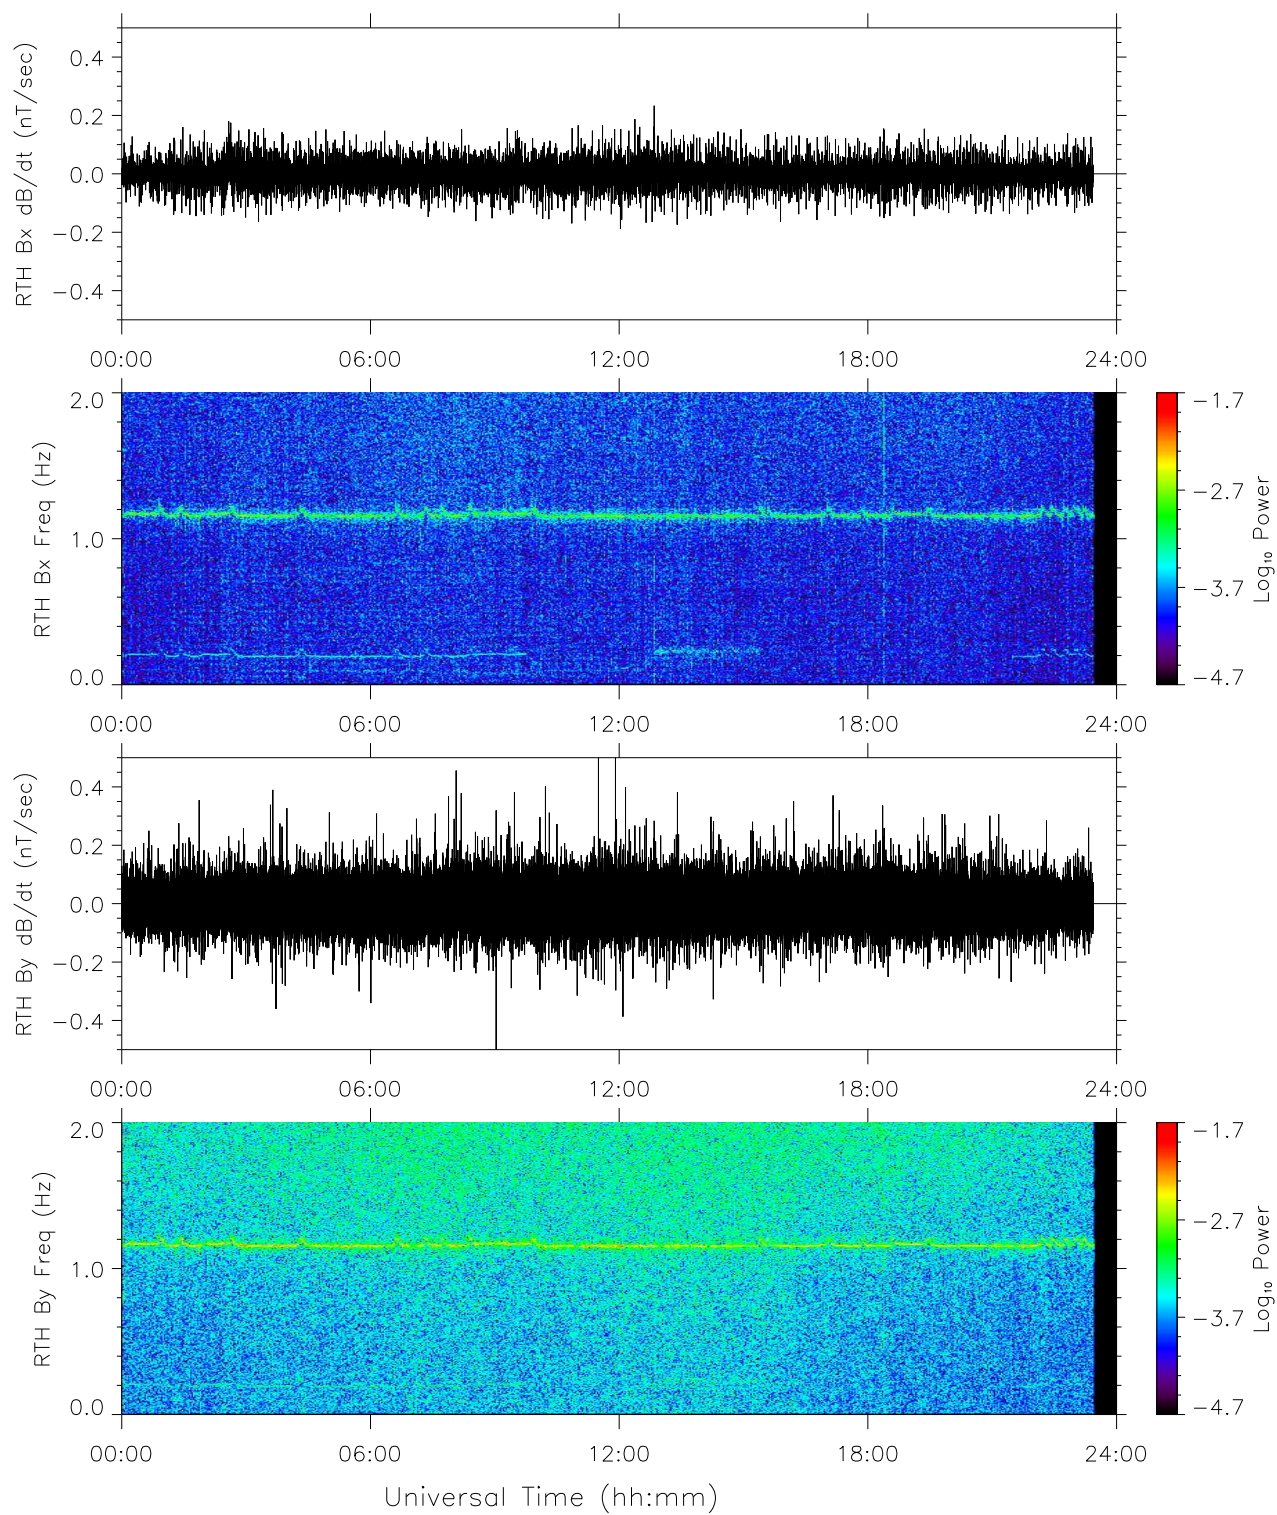 RTH Bx dB/dt (nT/sec)
0.4
0.2
0.0
−0.2
−0.4
00:00 06:00 12:00 18:00 24:00
RTH Bx Freq (Hz)
2.0
1.0
0.0
−1.7
−2.7
−3.7
−4.7
Log₁₀ Power
00:00 06:00 12:00 18:00 24:00
RTH By dB/dt (nT/sec)
0.4
0.2
0.0
−0.2
−0.4
00:00 06:00 12:00 18:00 24:00
RTH By Freq (Hz)
2.0
1.0
0.0
−1.7
−2.7
−3.7
−4.7
Log₁₀ Power
00:00 06:00 12:00 18:00 24:00
Universal Time (hh:mm)